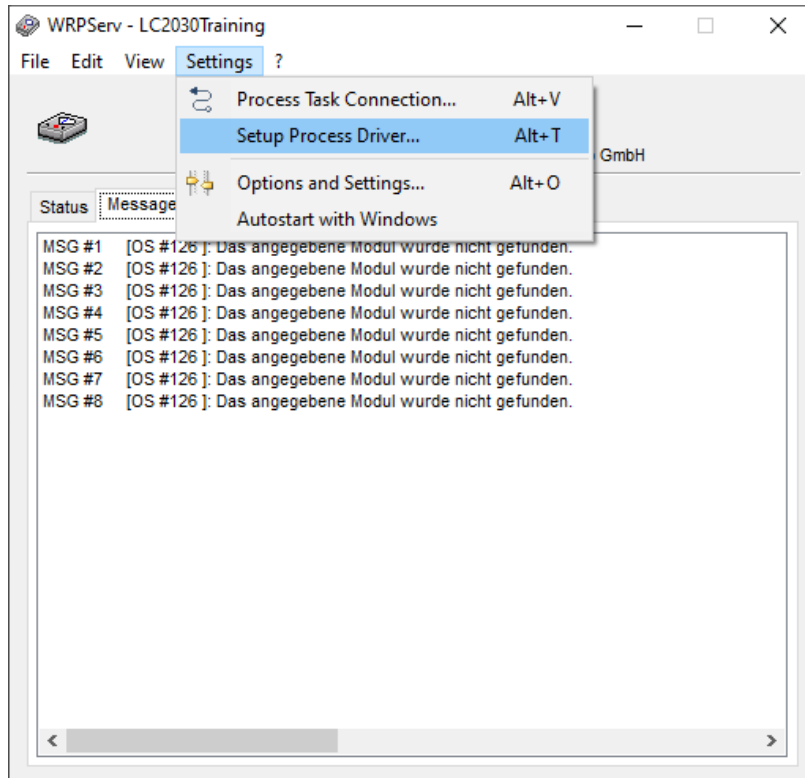 WRPServ - LC2030Training
File Edit View Settings ?
Process Task Connection... Alt+V
Setup Process Driver... Alt+T
GmbH
Options and Settings... Alt+O
Autostart with Windows
Status Message
MSG #1 [OS #126 ]: Das angegebene Modul wurde nicht gefunden.
MSG #2 [OS #126 ]: Das angegebene Modul wurde nicht gefunden.
MSG #3 [OS #126 ]: Das angegebene Modul wurde nicht gefunden.
MSG #4 [OS #126 ]: Das angegebene Modul wurde nicht gefunden.
MSG #5 [OS #126 ]: Das angegebene Modul wurde nicht gefunden.
MSG #6 [OS #126 ]: Das angegebene Modul wurde nicht gefunden.
MSG #7 [OS #126 ]: Das angegebene Modul wurde nicht gefunden.
MSG #8 [OS #126 ]: Das angegebene Modul wurde nicht gefunden.